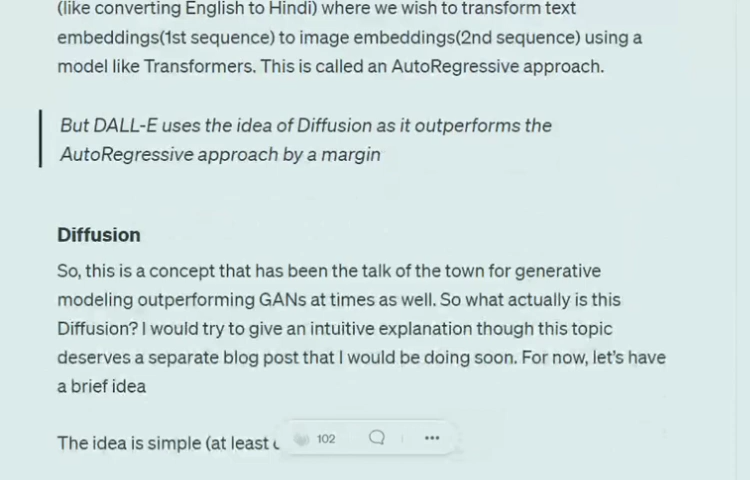 (like converting English to Hindi) where we wish to transform text
embeddings(1st sequence) to image embeddings(2nd sequence) using a
model like Transformers. This is called an AutoRegressive approach.
But DALL-E uses the idea of Diffusion as it outperforms the
AutoRegressive approach by a margin
Diffusion
So, this is a concept that has been the talk of the town for generative
modeling outperforming GANs at times as well. So what actually is this
Diffusion? I would try to give an intuitive explanation though this topic
deserves a separate blog post that I would be doing soon. For now, let's have
a brief idea
The idea is simple (at least
102